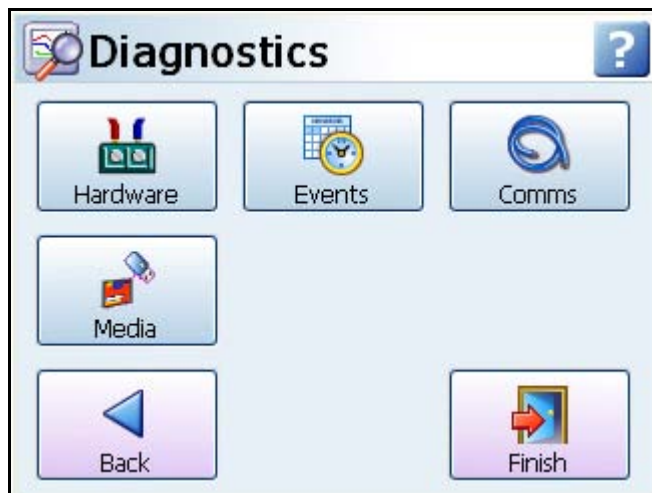 Diagnostics
?
Hardware
Events
Comms
Media
Back
Finish